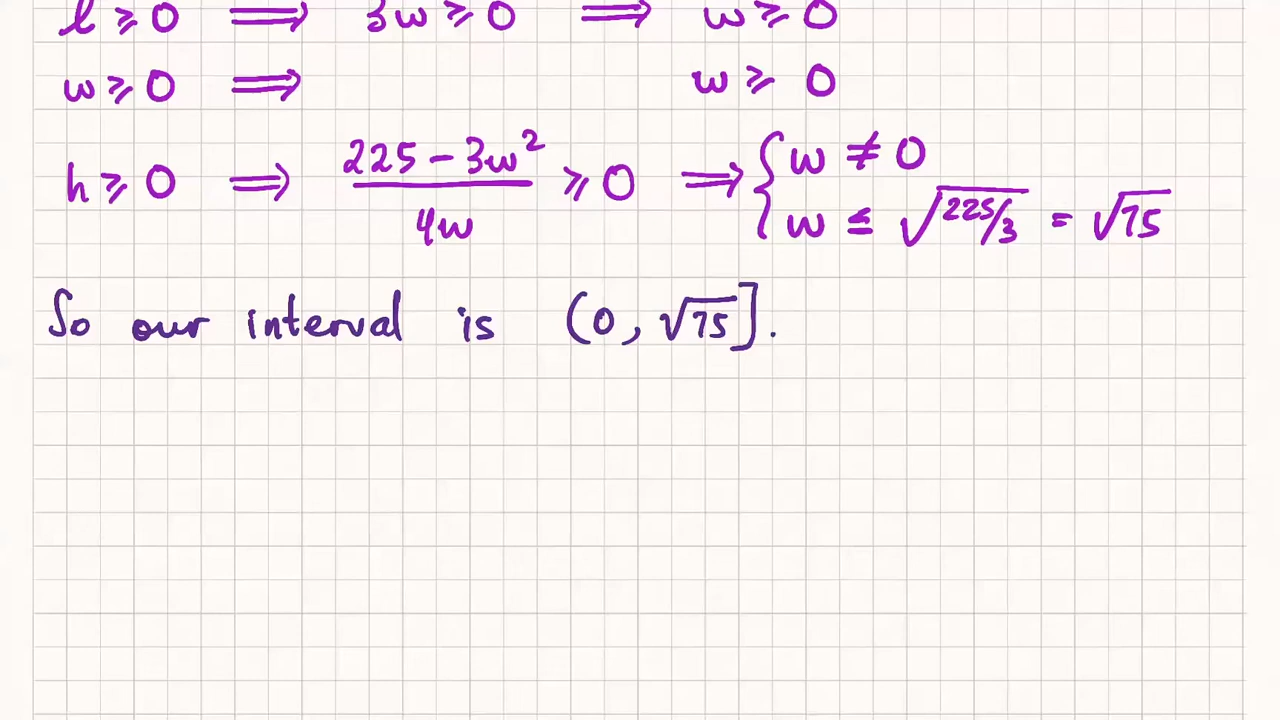 l ⩾ 0 ⟹ 3w ⩾ 0 ⟹ w ⩾ 0
w ⩾ 0 ⟹ w ⩾ 0
h ⩾ 0 ⟹ (225 - 3w²)/(4w) ⩾ 0 ⟹ { w ≠ 0
w ≤ √(225/3) = √75
So our interval is (0, √75].